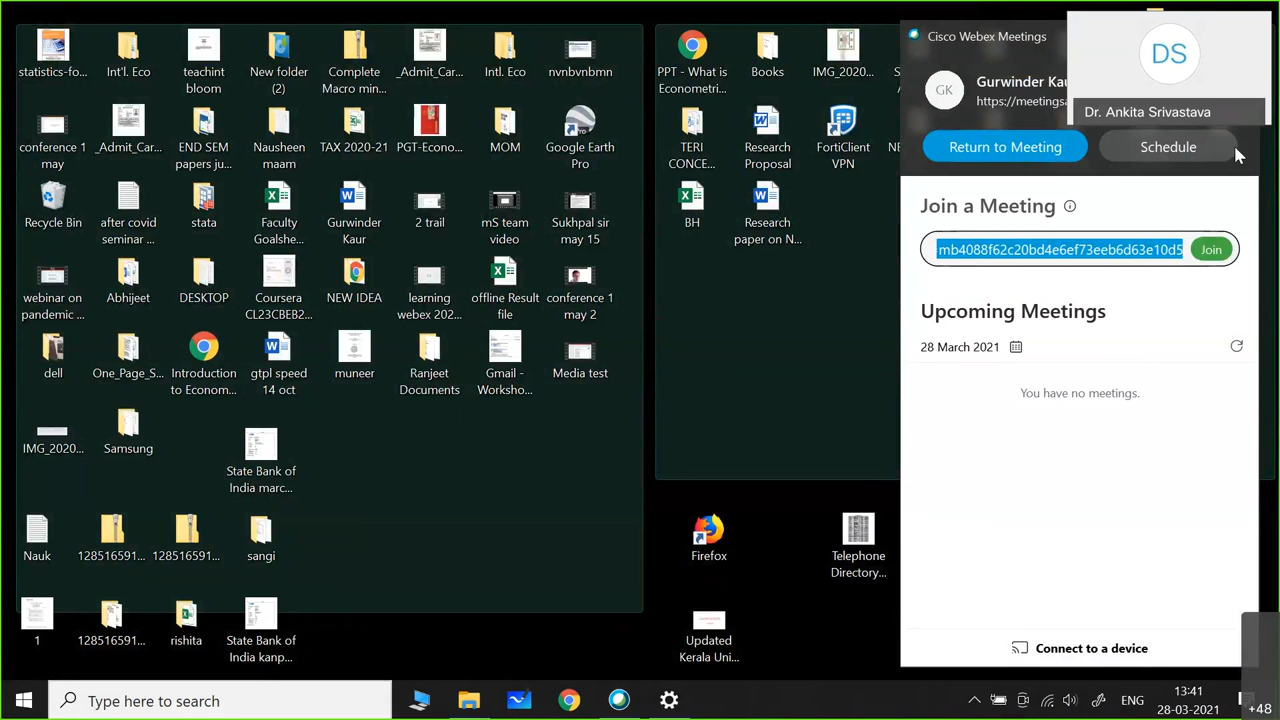 statistics-fo...
Int'l. Eco
teachint
bloom
New folder
(2)
Complete
Macro min...
_Admit_Car...
Intl. Eco
nvnbvnbmn
conference 1
may
_Admit_Car...
END SEM
papers ju...
Nausheen
maam
TAX 2020-21
PGT-Econo...
MOM
Google Earth
Pro
Recycle Bin
after covid
seminar ...
stata
Faculty
Goalshe...
Gurwinder
Kaur
2 trail
mS team
video
Sukhpal sir
may 15
webinar on
pandemic ...
Abhijeet
DESKTOP
Coursera
CL23CBEB2...
NEW IDEA
learning
webex 202...
offline Result
file
conference 1
may 2
dell
One_Page_S...
Introduction
to Econom...
gtpl speed
14 oct
muneer
Ranjeet
Documents
Gmail -
Worksho...
Media test
IMG_2020...
Samsung
State Bank of
India marc...
Nauk
128516591...
128516591...
sangi
1
128516591...
rishita
State Bank of
India kanp...
PPT - What is
Econometri...
Books
IMG_2020...
TERI
CONCE...
Research
Proposal
FortiClient
VPN
BH
Research
paper on N...
Firefox
Telephone
Directory...
Updated
Kerala Uni...
Cisco Webex Meetings
GK
Gurwinder Kau
https://meetings
DS
Dr. Ankita Srivastava
Return to Meeting
Schedule
Join a Meeting
mb4088f62c20bd4e6ef73eeb6d63e10d5
Join
Upcoming Meetings
28 March 2021
You have no meetings.
Connect to a device
Type here to search
ENG
13:41
28-03-2021
+48